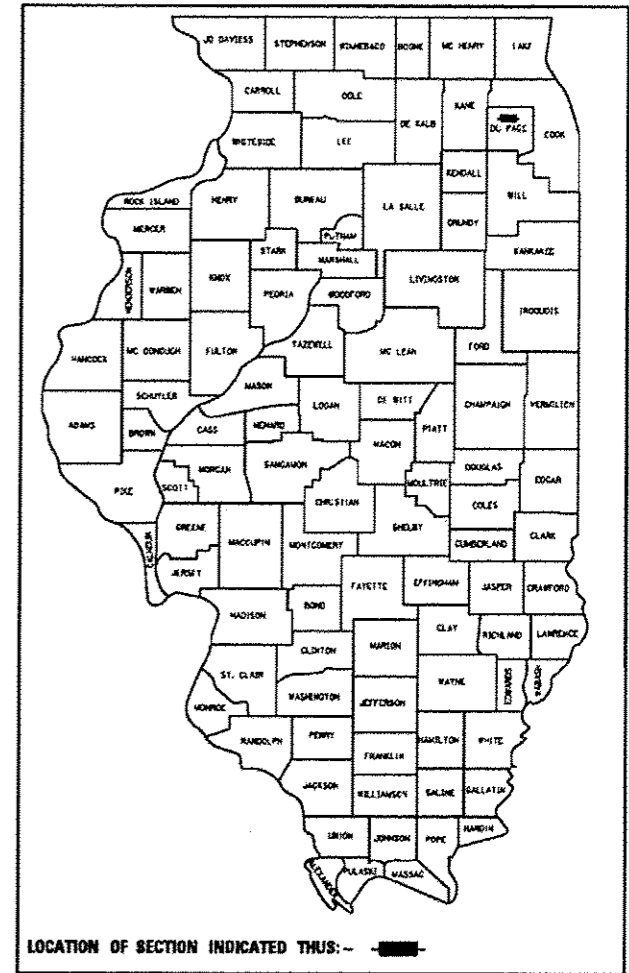 JO DAVIESS STEPHENSON WINNEBAGO BOONE MC HENRY LAKE
CARROLL OGLE DE KALB KANE DU PAGE COOK
WHITESIDE LEE
KENDALL WILL
ROCK ISLAND HENRY BUREAU LA SALLE GRUNDY
MERCER PUTNAM
STARK MARSHALL KANKAKEE
HENDERSON WARREN KNOX PEORIA WOODFORD LIVINGSTON
IROQUOIS
TAZEWELL FORD
HANCOCK MC DONOUGH FULTON MC LEAN
MASON
SCHUYLER LOGAN DE WITT CHAMPAIGN VERMILION
ADAMS BROWN CASS MENARD PIATT
MACON
MORGAN SANGAMON DOUGLAS
PIKE SCOTT CHRISTIAN MOULTRIE EDGAR
COLES
GREENE SHELBY
CALHOUN MACOUPIN MONTGOMERY CUMBERLAND CLARK
JERSEY
FAYETTE EFFINGHAM JASPER CRAWFORD
MADISON BOND
CLAY RICHLAND LAWRENCE
CLINTON MARION
ST. CLAIR WAYNE EDWARDS WABASH
MONROE WASHINGTON JEFFERSON
RANDOLPH PERRY HAMILTON WHITE
FRANKLIN
JACKSON WILLIAMSON SALINE GALLATIN
UNION JOHNSON POPE HARDIN
ALEXANDER PULASKI MASSAC
LOCATION OF SECTION INDICATED THUS:-